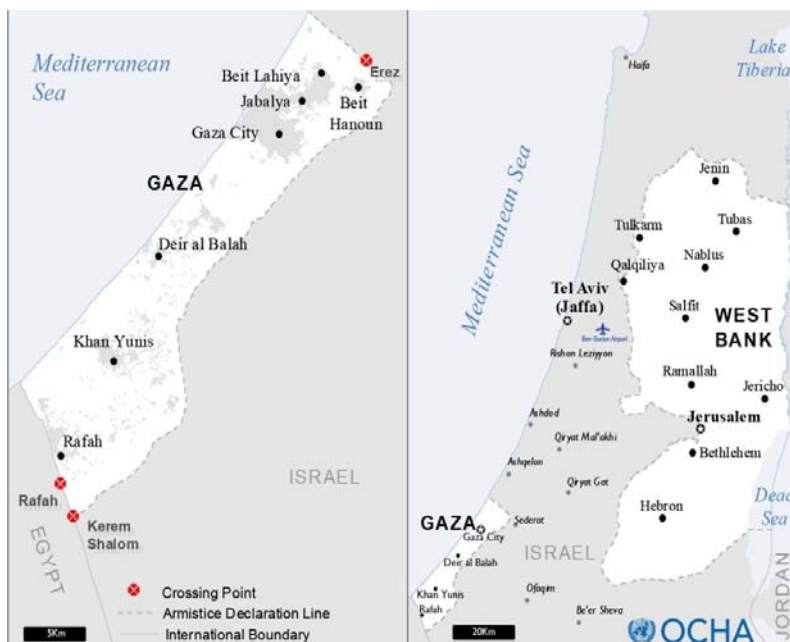 Mediterranean
Sea
Beit Lahiya
Erez
Jabalya
Beit
Hanoun
Gaza City
GAZA
Deir al Balah
Khan Yunis
Rafah
Rafah
Kerem
Shalom
ISRAEL
EGYPT
Crossing Point
Armistice Declaration Line
International Boundary
5Km
Lake
Tiberia
Haifa
Mediterranean Sea
Jenin
Tulkarm
Tubas
Nablus
Qalqiliya
Tel Aviv
(Jaffa)
Ben Gurion Airport
Salfit
WEST
BANK
Rishon Leziyyon
Ramallah
Jericho
Jerusalem
Ashdod
Qiryat Mal'akhi
Bethlehem
Ashqelon
Qiryat Gat
Dead
Sea
Hebron
GAZA
Gaza City
Sederot
ISRAEL
Deir al Balah
Khan Yunis
Rafah
Ofaqim
Be'er Sheva
JORDAN
20Km
OCHA